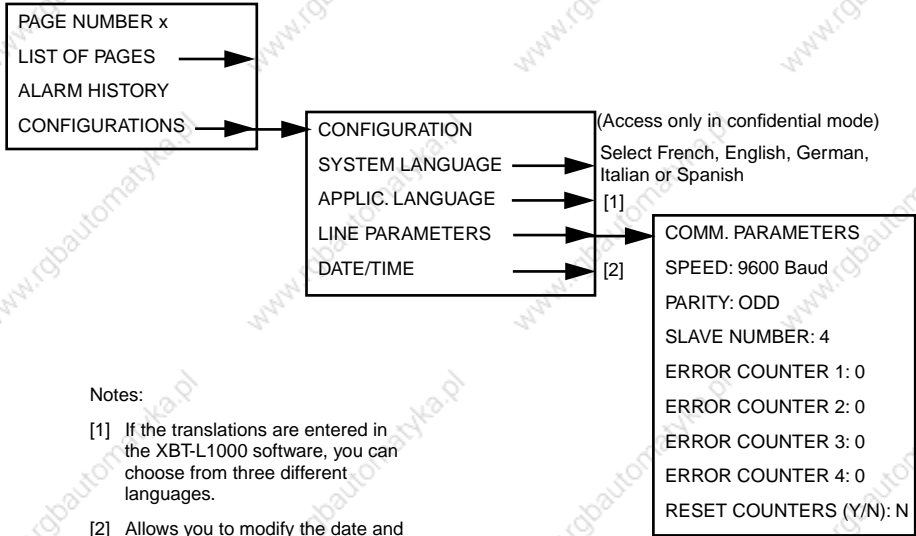 PAGE NUMBER x
LIST OF PAGES
ALARM HISTORY
CONFIGURATIONS
CONFIGURATION
SYSTEM LANGUAGE
APPLIC. LANGUAGE
LINE PARAMETERS
DATE/TIME
(Access only in confidential mode)
Select French, English, German,
Italian or Spanish
[1]
[2]
COMM. PARAMETERS
SPEED: 9600 Baud
PARITY: ODD
SLAVE NUMBER: 4
ERROR COUNTER 1: 0
ERROR COUNTER 2: 0
ERROR COUNTER 3: 0
ERROR COUNTER 4: 0
RESET COUNTERS (Y/N): N
Notes:
[1] If the translations are entered in
the XBT-L1000 software, you can
choose from three different
languages.
[2] Allows you to modify the date and
www.rgbautomatyka.pl